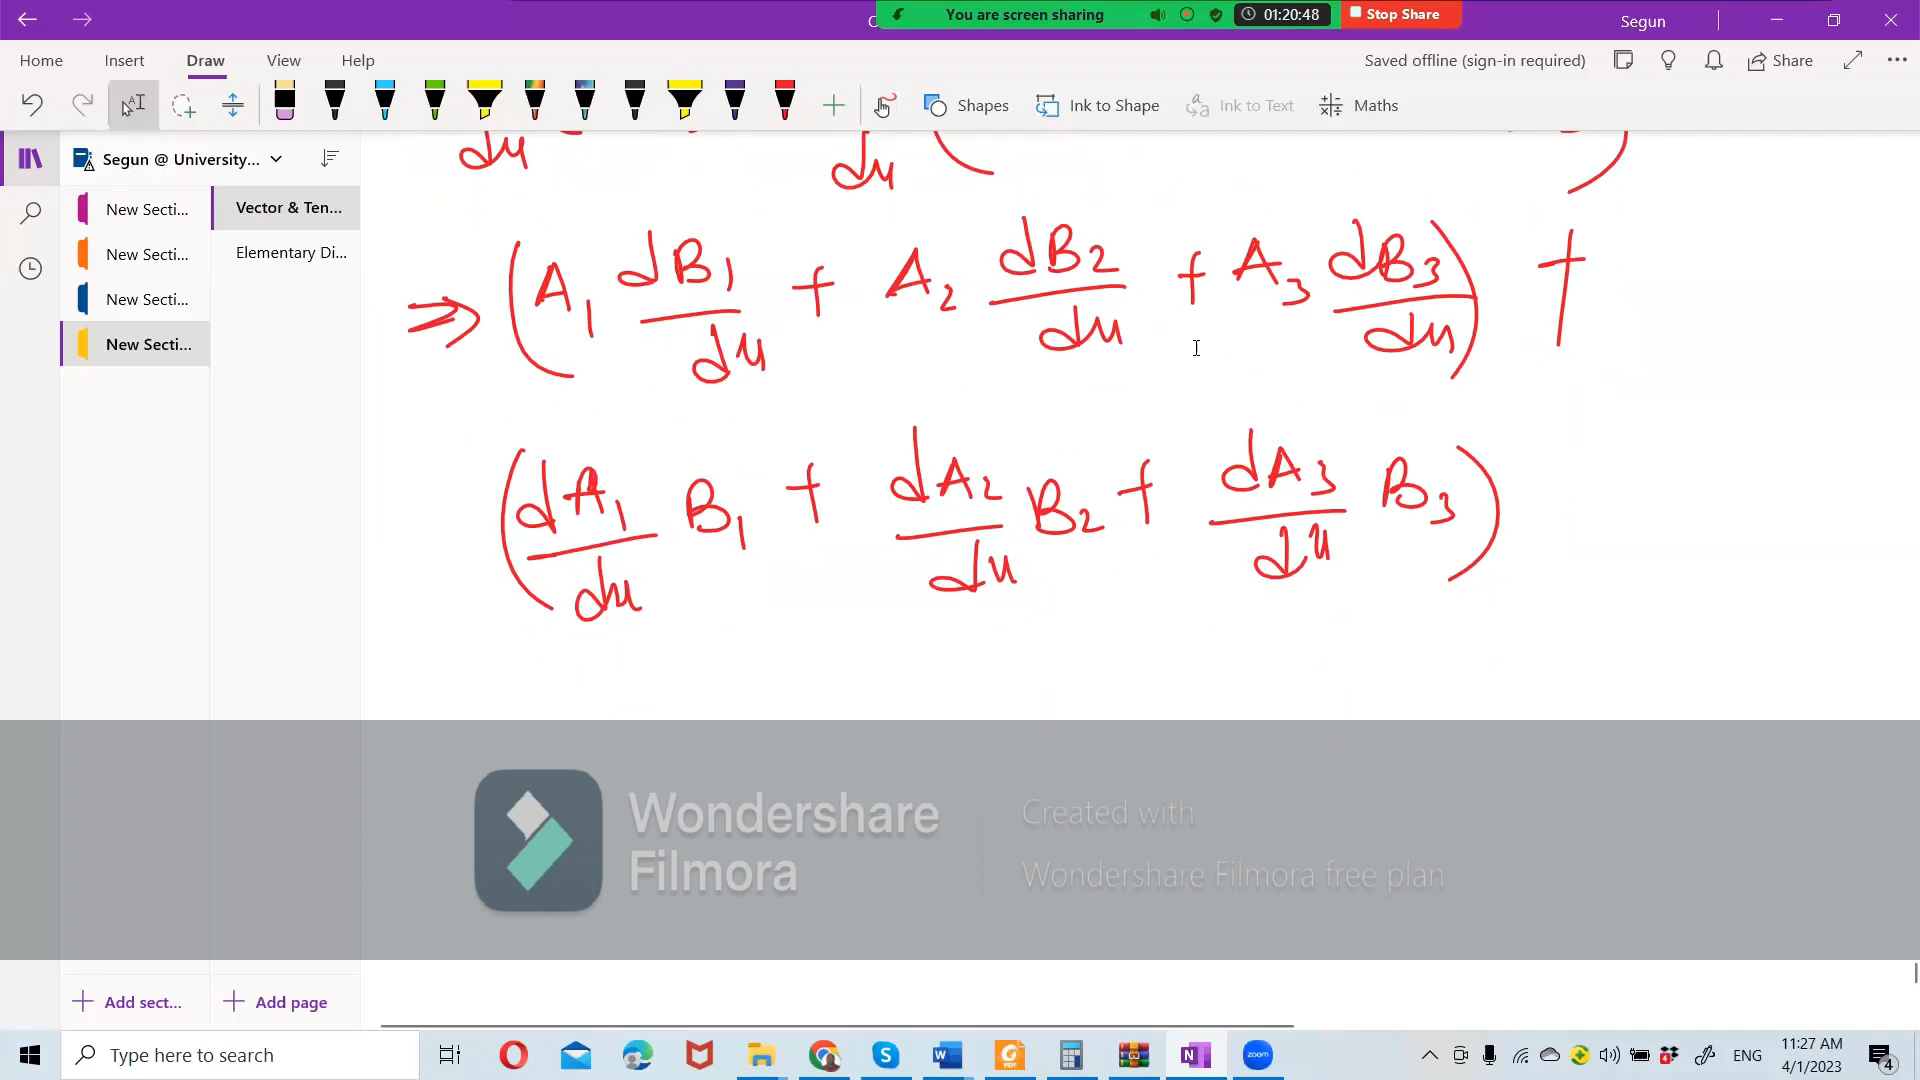 You are screen sharing
01:20:48
Stop Share
Segun
Home Insert Draw View Help
Saved offline (sign-in required)
Share
Shapes
Ink to Shape
Ink to Text
Maths
Segun @ University...
New Secti...
New Secti...
New Secti...
New Secti...
Vector & Ten...
Elementary Di...
du du
⇒ (A₁ dB₁/du + A₂ dB₂/du + A₃ dB₃/du) +
(dA₁/du B₁ + dA₂/du B₂ + dA₃/du B₃)
Wondershare
Filmora
Created with
Wondershare Filmora free plan
Add sect...
Add page
Type here to search
ENG
11:27 AM
4/1/2023
4